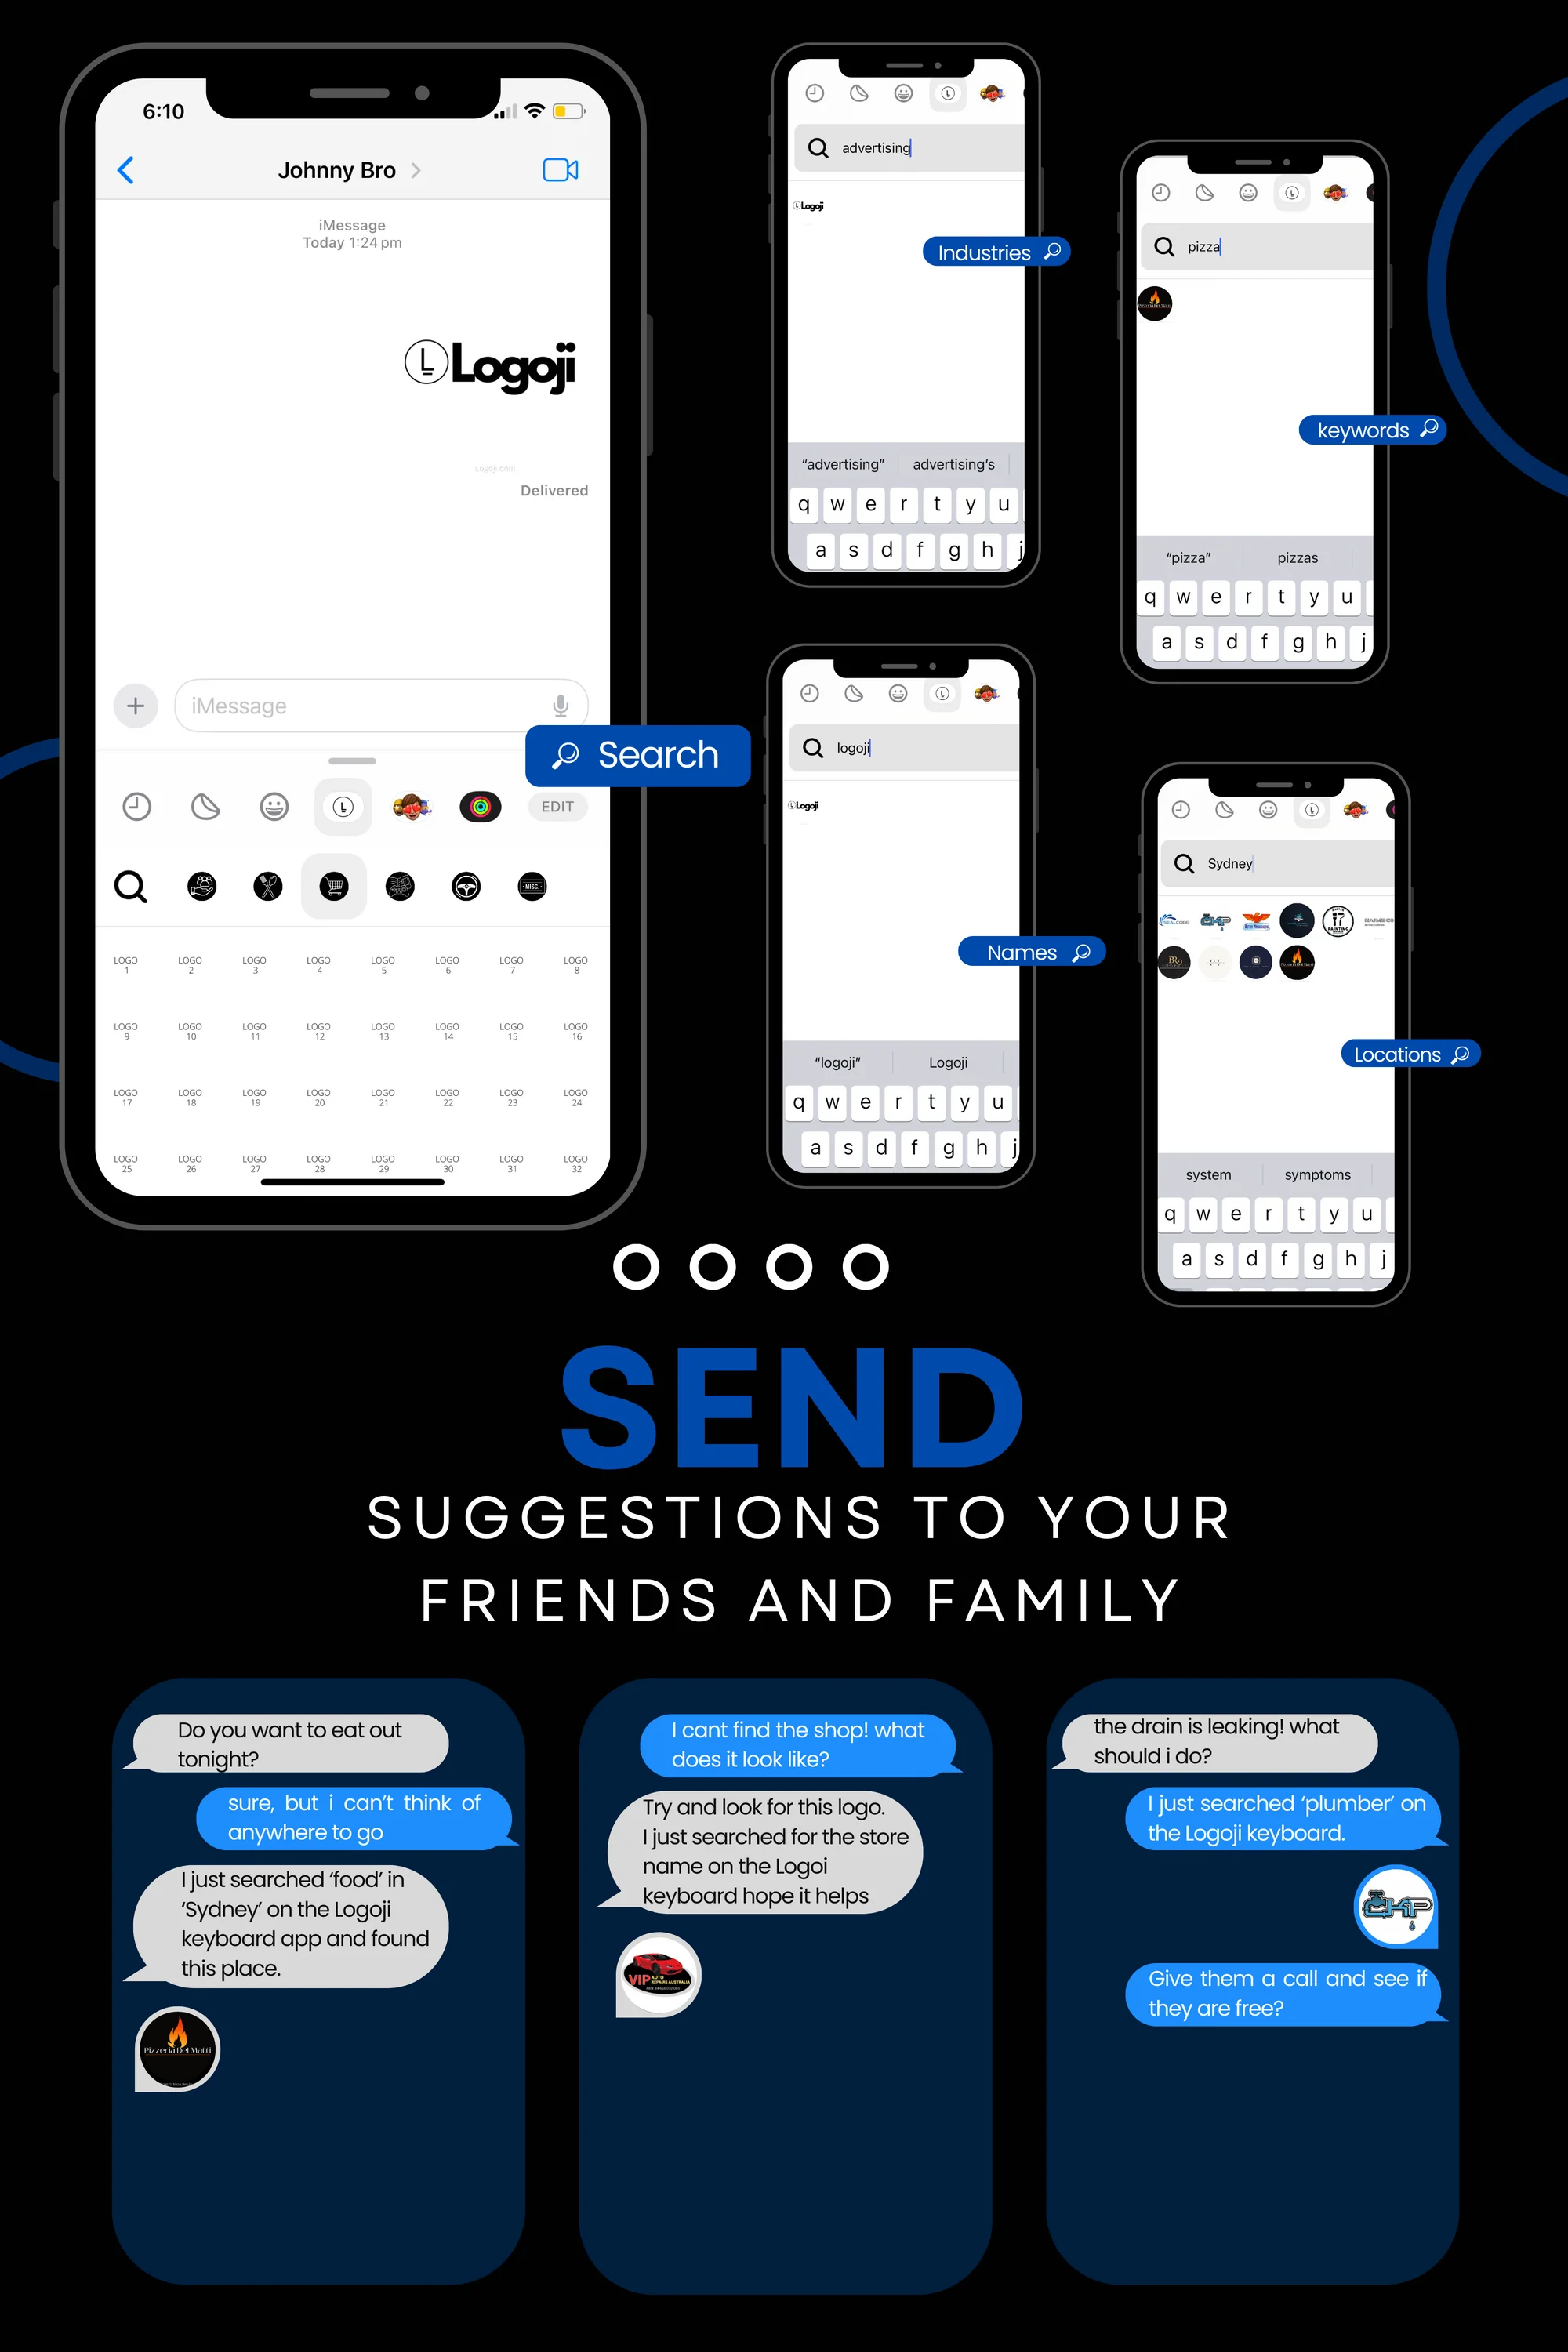 6:10
Johnny Bro
iMessage
Today 1:24 pm
L Logoji
Logoji.com
Delivered
iMessage
Search
EDIT
MISC.
LOGO 1
LOGO 2
LOGO 3
LOGO 4
LOGO 5
LOGO 6
LOGO 7
LOGO 8
LOGO 9
LOGO 10
LOGO 11
LOGO 12
LOGO 13
LOGO 14
LOGO 15
LOGO 16
LOGO 17
LOGO 18
LOGO 19
LOGO 20
LOGO 21
LOGO 22
LOGO 23
LOGO 24
LOGO 25
LOGO 26
LOGO 27
LOGO 28
LOGO 29
LOGO 30
LOGO 31
LOGO 32
advertising
Logoji
Industries
“advertising” advertising’s
q w e r t y u
a s d f g h j
pizza
keywords
“pizza” pizzas
q w e r t y u
a s d f g h j
logoji
Logoji
Names
“logoji” Logoji
q w e r t y u
a s d f g h j
Sydney
CKP
PAINTING
Locations
system symptoms
q w e r t y u
a s d f g h j
SEND
SUGGESTIONS TO YOUR
FRIENDS AND FAMILY
Do you want to eat out
tonight?
sure, but i can’t think of
anywhere to go
I just searched ‘food’ in
‘Sydney’ on the Logoji
keyboard app and found
this place.
Pizzeria Dei Matti
I cant find the shop! what
does it look like?
Try and look for this logo.
I just searched for the store
name on the Logoi
keyboard hope it helps
VIP AUTO
REPAIRS AUSTRALIA
the drain is leaking! what
should i do?
I just searched ‘plumber’ on
the Logoji keyboard.
CKP
Give them a call and see if
they are free?